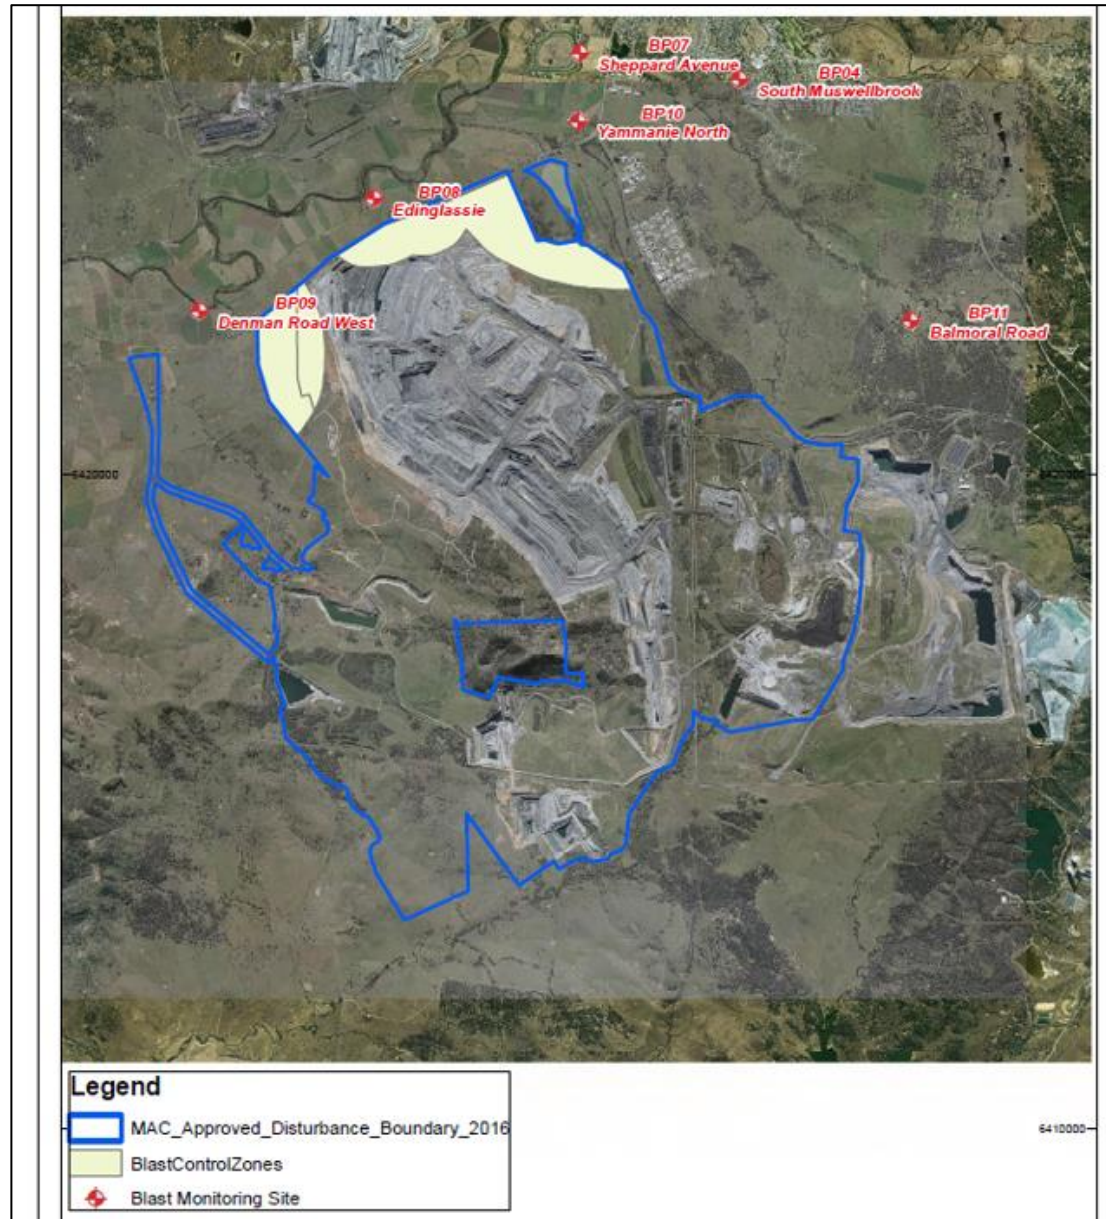 BP07
Sheppard Avenue
BP04
South Muswellbrook
BP10
Yammanie North
BP08
Edinglassie
BP09
Denman Road West
BP11
Balmoral Road
6420000
Legend
MAC_Approved_Disturbance_Boundary_2016
BlastControlZones
Blast Monitoring Site
6410000